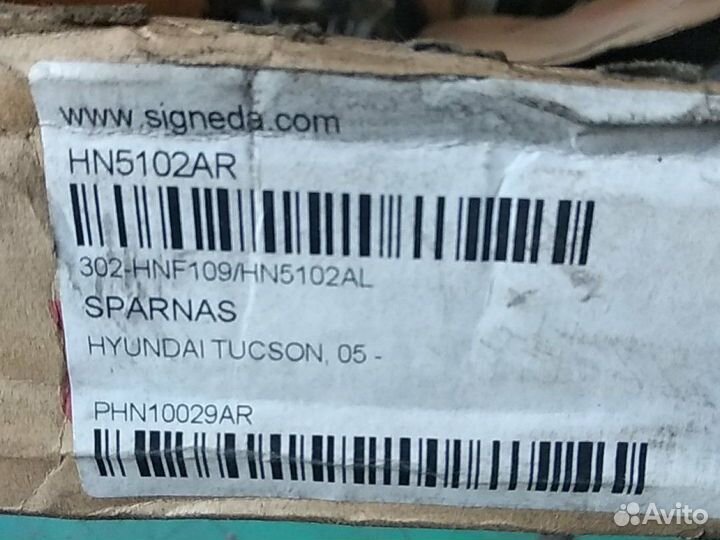 www.signeda.com
HN5102AR
302-HNF109/HN5102AL
SPARNAS
HYUNDAI TUCSON, 05 -
PHN10029AR
Avito